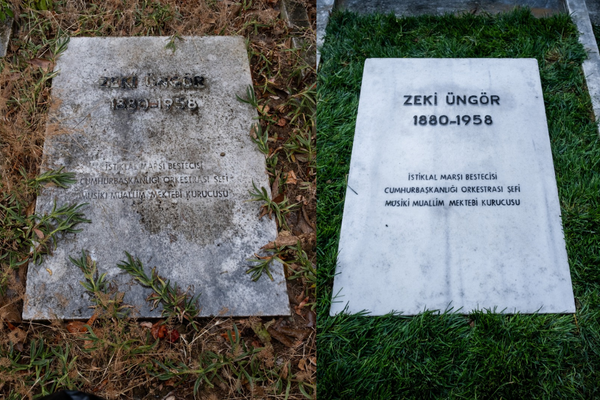 ZEKİ ÜNGÖR
1880-1958
İSTİKLAL MARŞI BESTECİSİ
CUMHURBAŞKANLIĞI ORKESTRASI ŞEFİ
MUSİKİ MUALLİM MEKTEBİ KURUCUSU
ZEKİ ÜNGÖR
1880-1958
İSTİKLAL MARŞI BESTECİSİ
CUMHURBAŞKANLIĞI ORKESTRASI ŞEFİ
MUSİKİ MUALLİM MEKTEBİ KURUCUSU